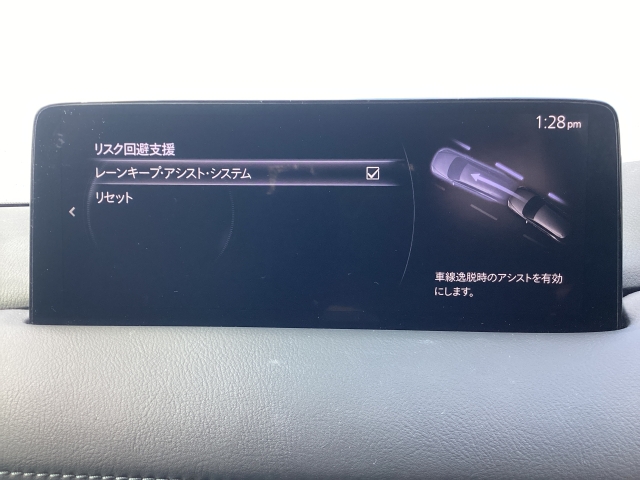 1:28pm
リスク回避支援
レーンキープ・アシスト・システム
リセット
車線逸脱時のアシストを有効
にします。